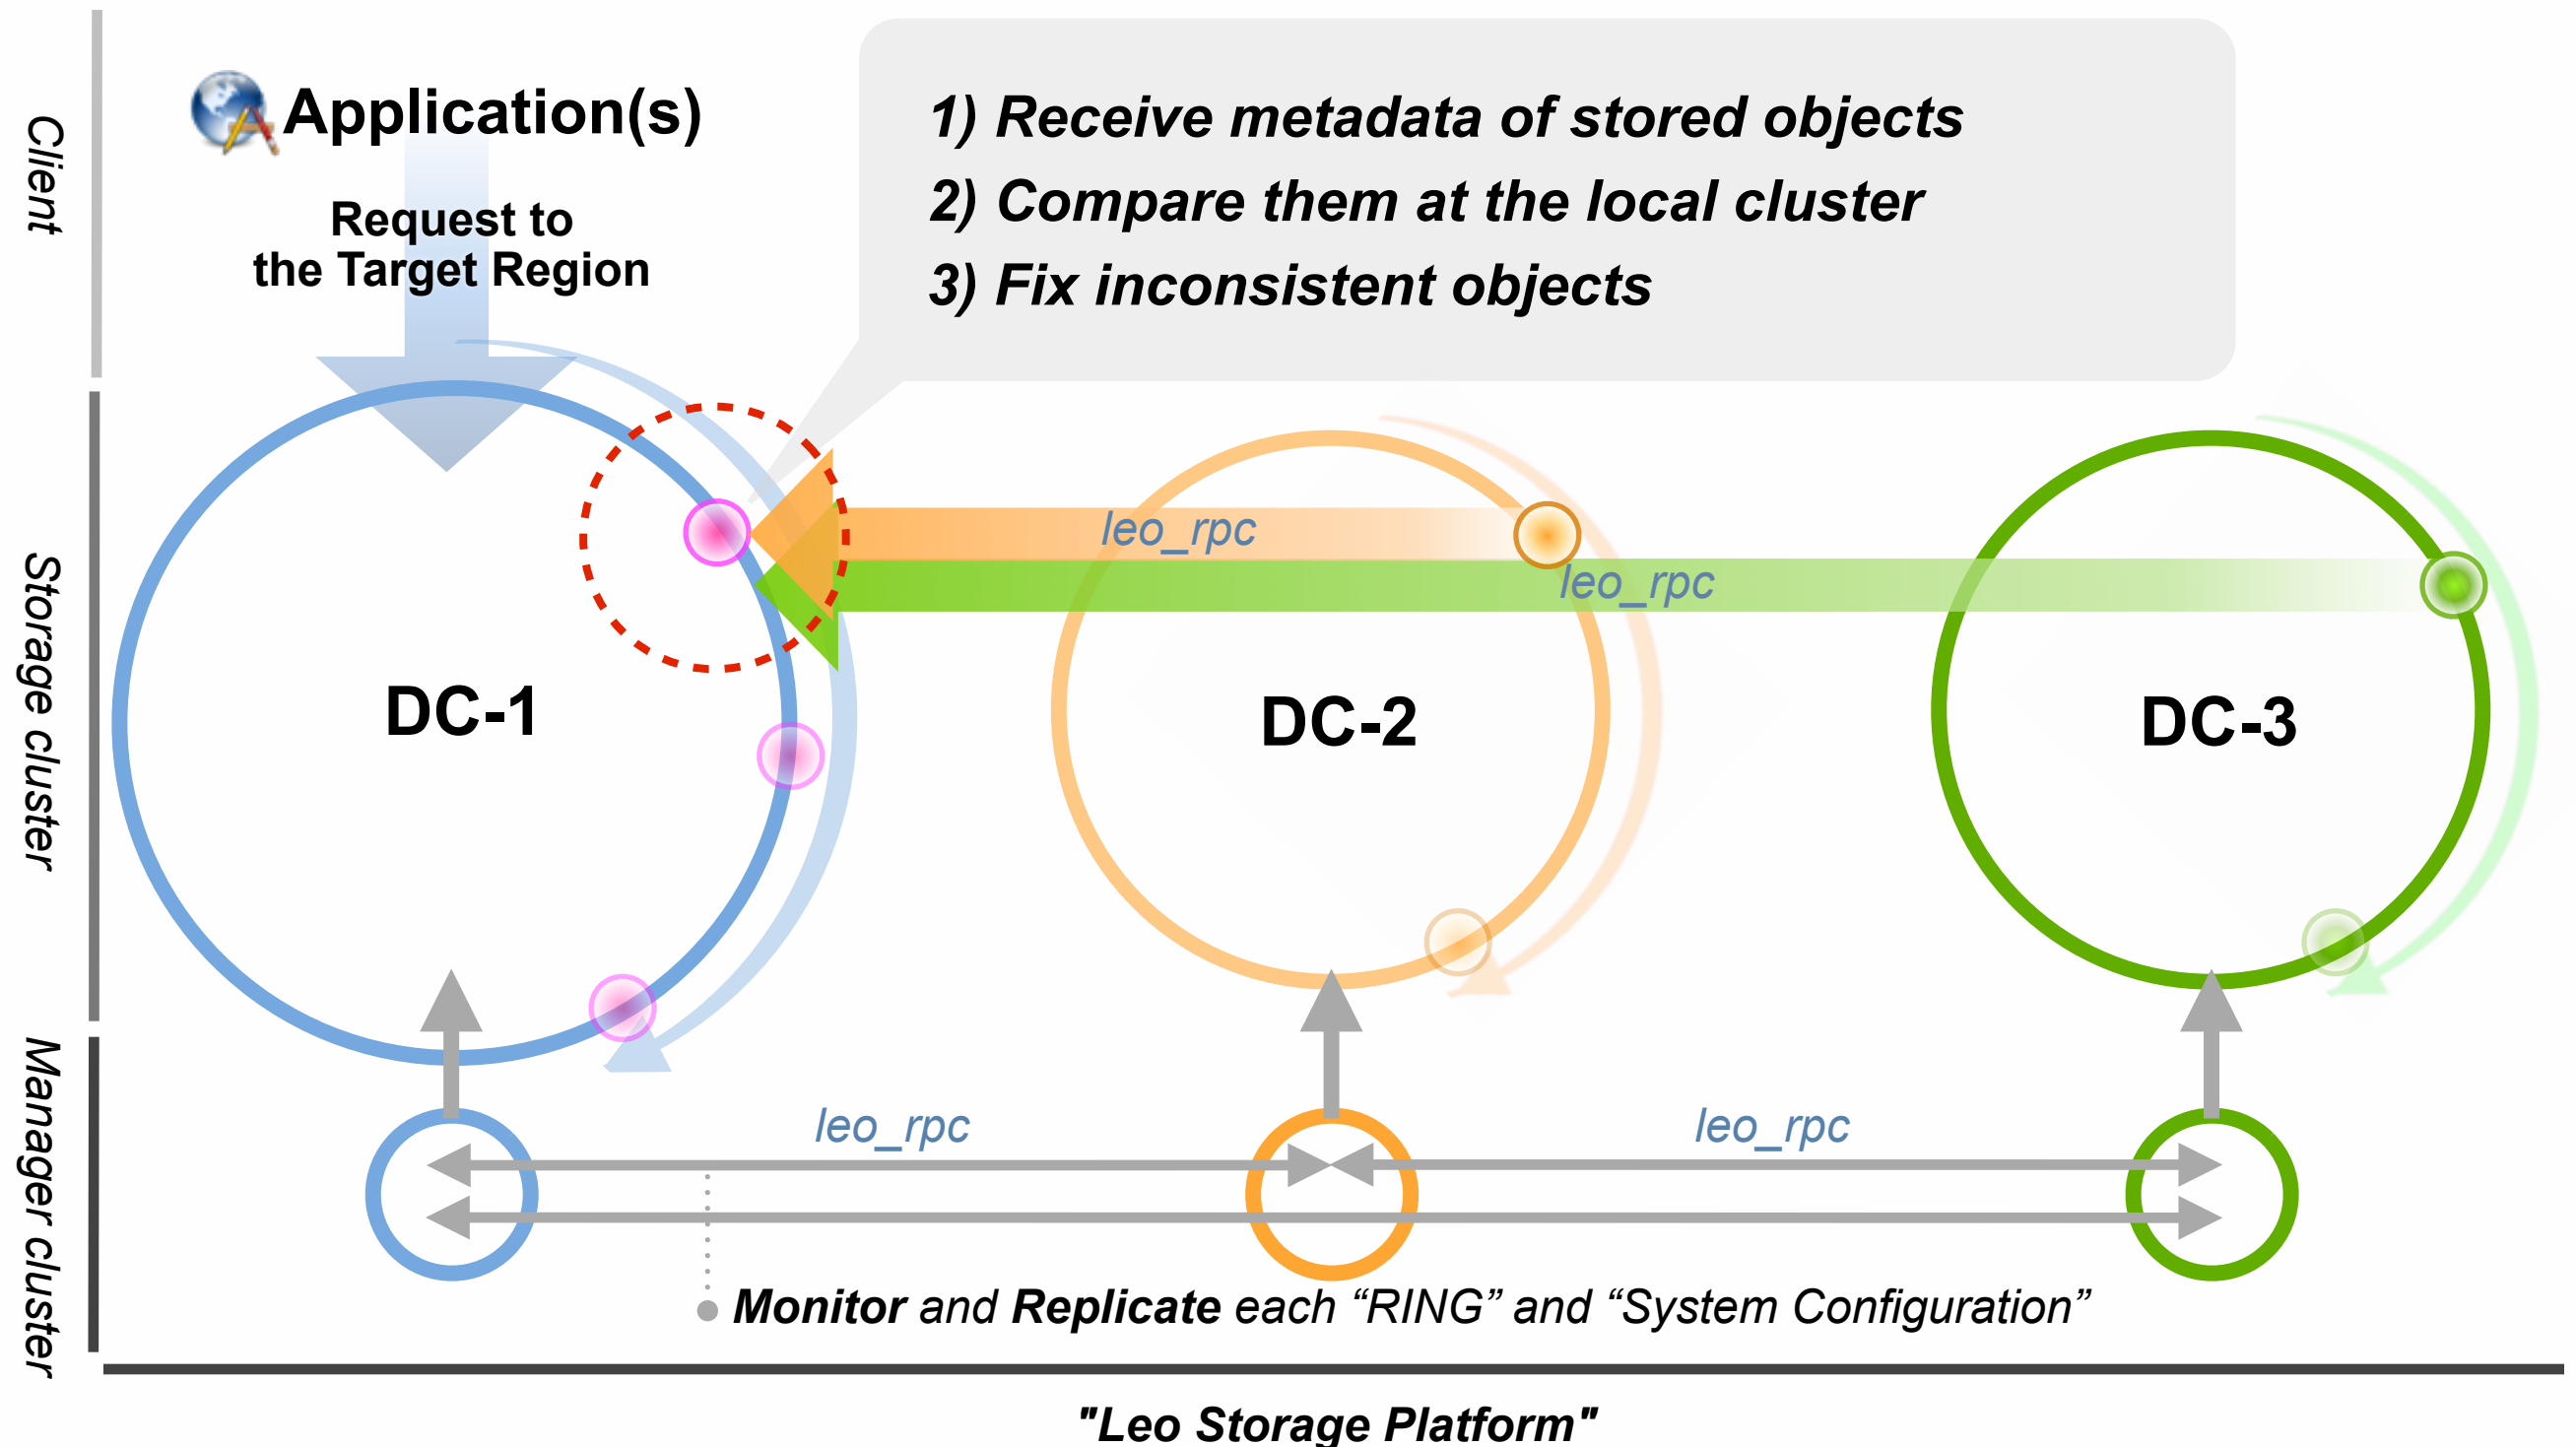 Client
Application(s)
Request to
the Target Region
1) Receive metadata of stored objects
2) Compare them at the local cluster
3) Fix inconsistent objects
Storage cluster
leo_rpc
leo_rpc
DC-1
DC-2
DC-3
Manager cluster
leo_rpc
leo_rpc
Monitor and Replicate each “RING” and “System Configuration”
"Leo Storage Platform"